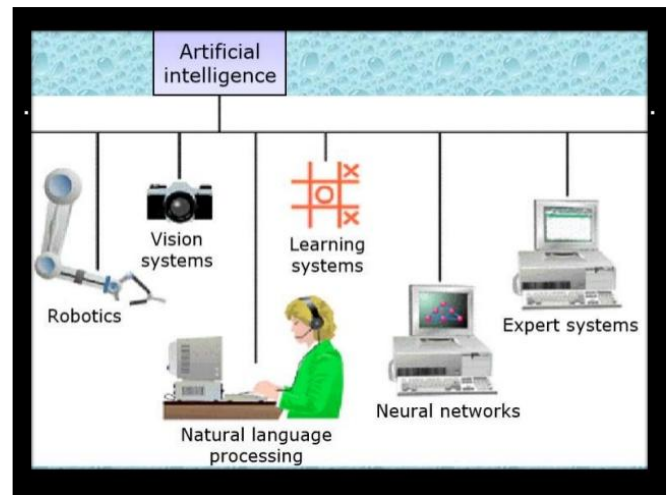 Artificial
intelligence
Robotics
Vision
systems
Natural language
processing
Learning
systems
Neural networks
Expert systems